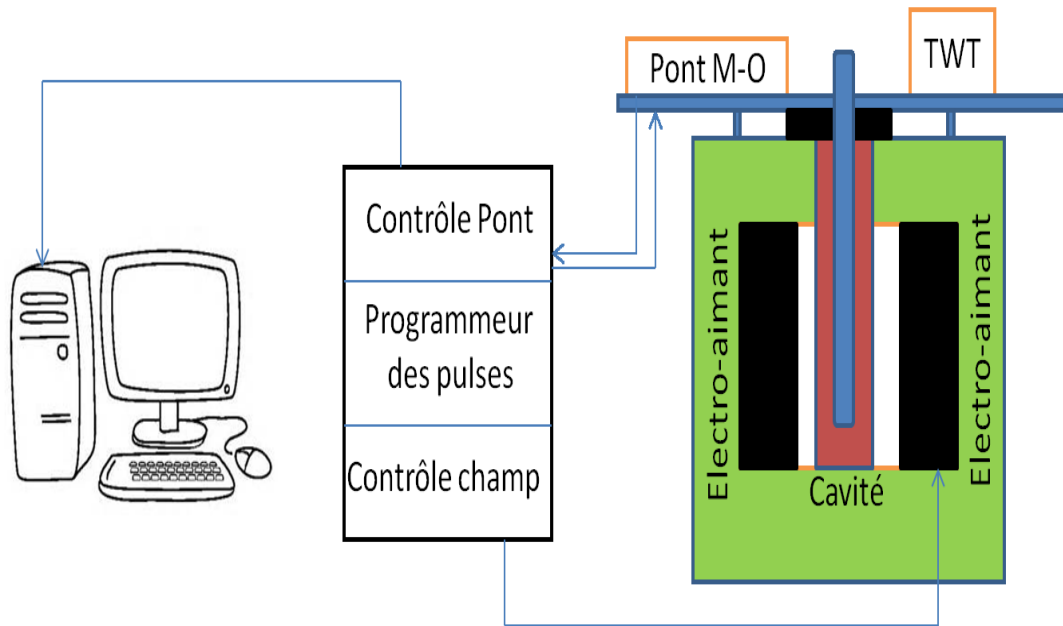 Pont M-O
TWT
Contrôle Pont
Programmeur
des pulses
Contrôle champ
Electro-aimant
Electro-aimant
Cavité